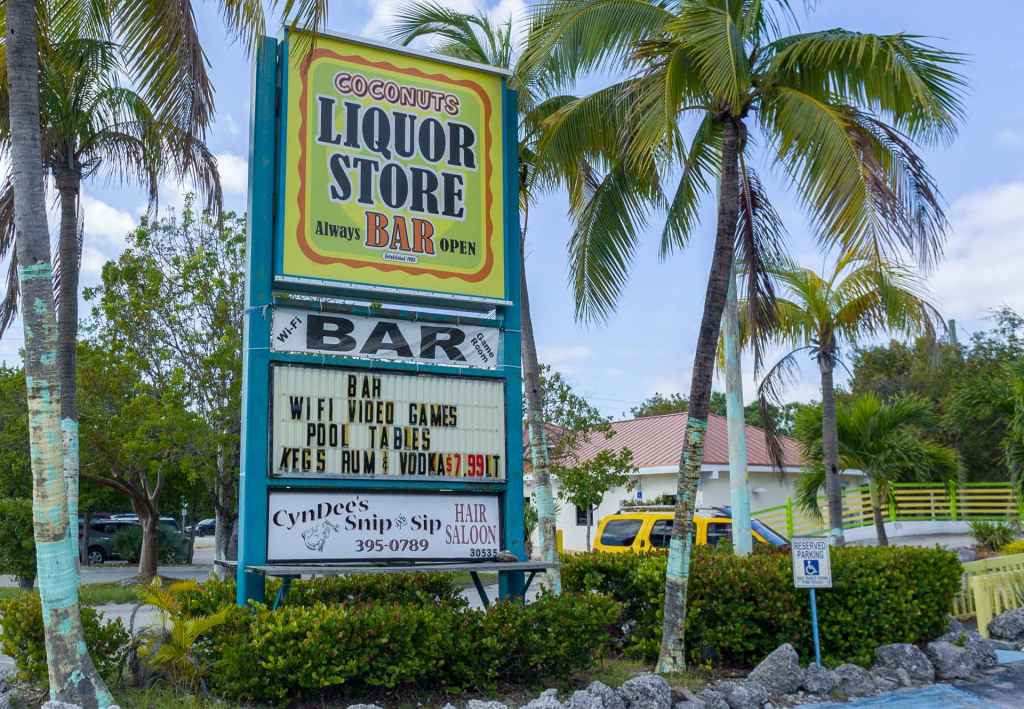 COCONUTS
LIQUOR
STORE
Always BAR OPEN
Wi-Fi BAR Game Room
BAR
WIFI VIDEO GAMES
POOL TABLES
KEGS RUM & VODKA $7.99 LT
CynDee's
Snip and Sip
HAIR
SALOON
395-0789
30535
RESERVED
PARKING